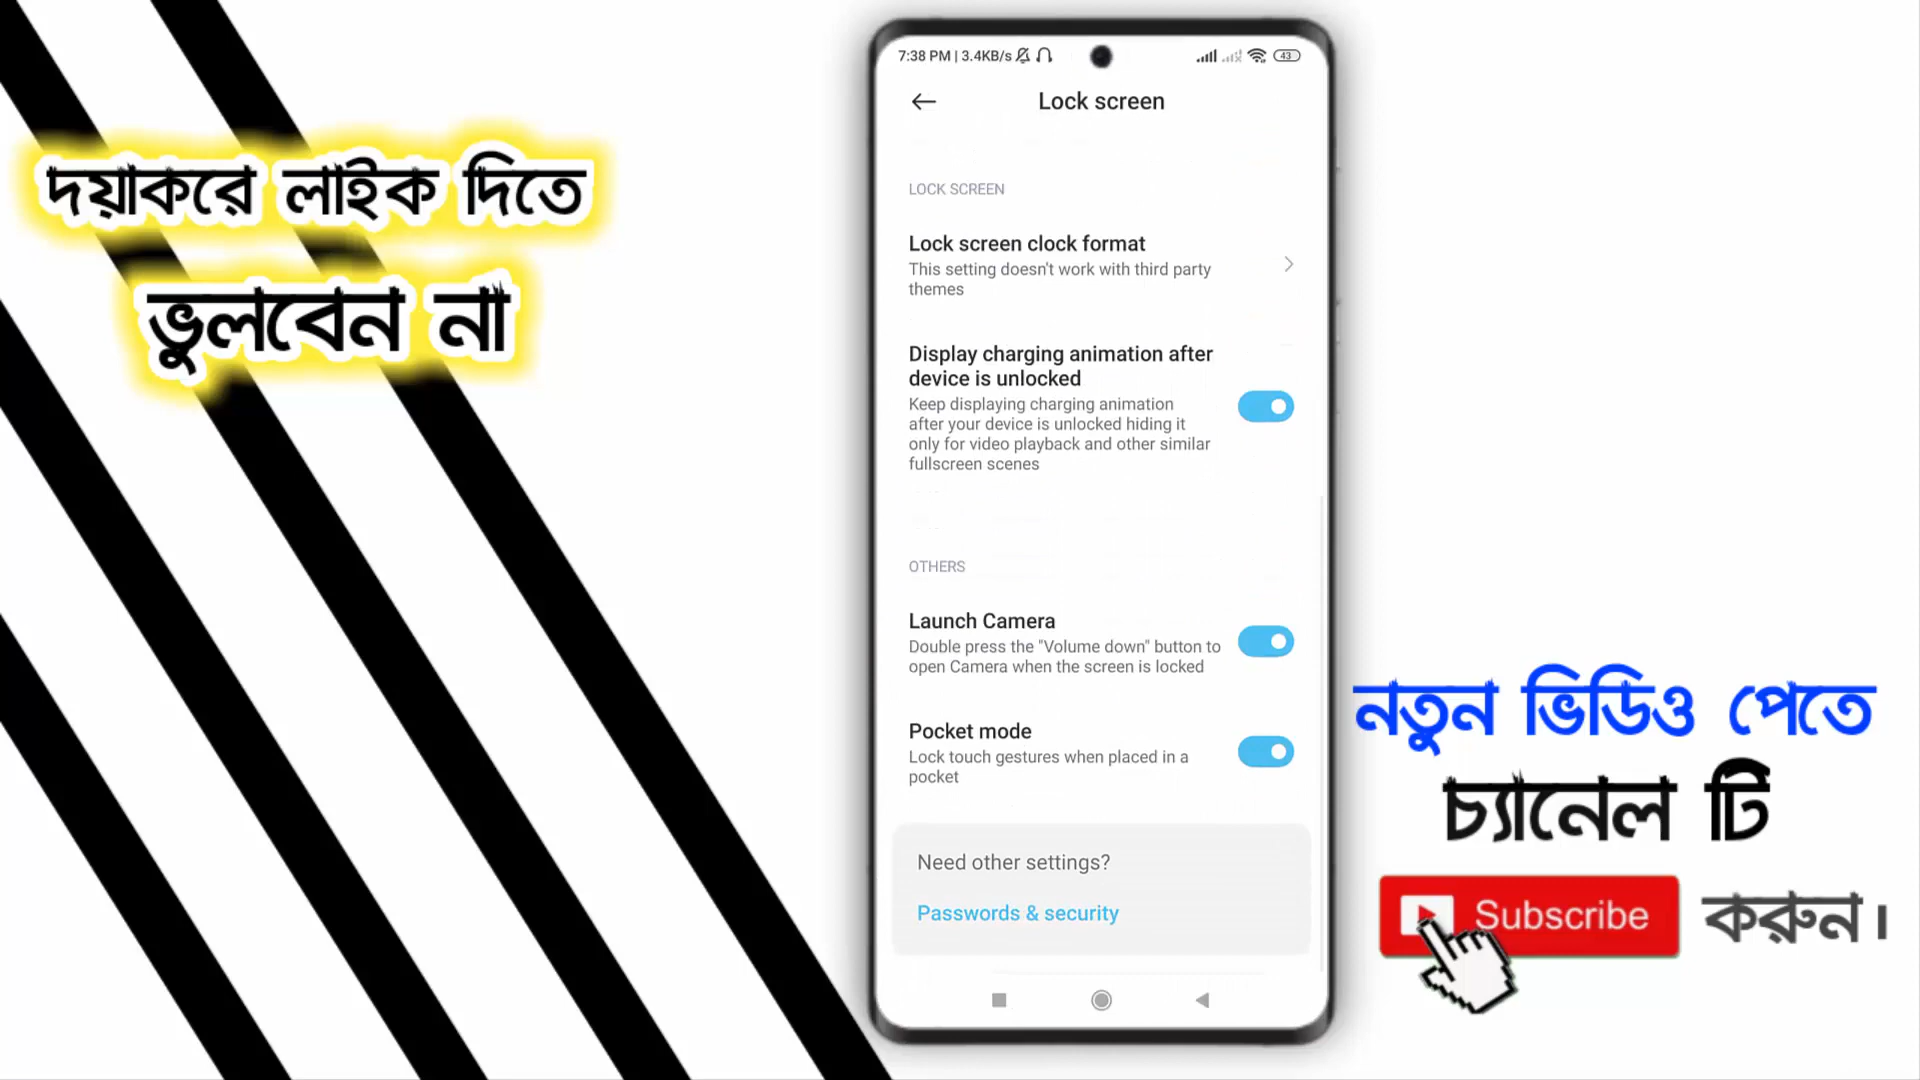 দয়াকরে লাইক দিতে
ভুলবেন না
7:38 PM | 3.4KB/s
43
Lock screen
LOCK SCREEN
Lock screen clock format
This setting doesn't work with third party
themes
Display charging animation after
device is unlocked
Keep displaying charging animation
after your device is unlocked hiding it
only for video playback and other similar
fullscreen scenes
OTHERS
Launch Camera
Double press the "Volume down" button to
open Camera when the screen is locked
Pocket mode
Lock touch gestures when placed in a
pocket
Need other settings?
Passwords & security
নতুন ভিডিও পেতে
চ্যানেল টি
Subscribe করুন।